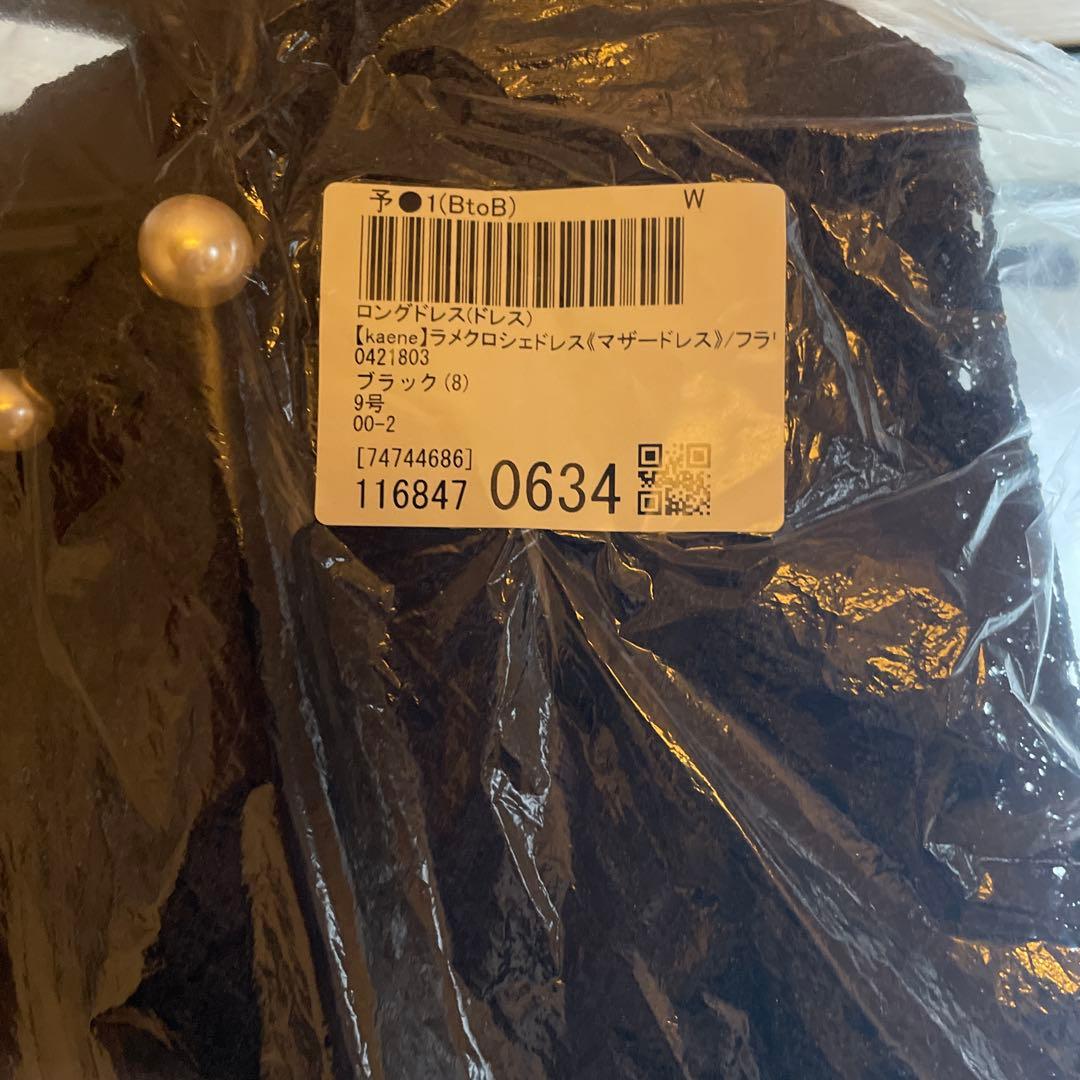 予●1(BtoB) W
ロングドレス(ドレス)
【kaene】ラメクロシェドレス《マザードレス》/フラ
0421803
ブラック(8)
9号
00-2
[74744686]
116847 0634